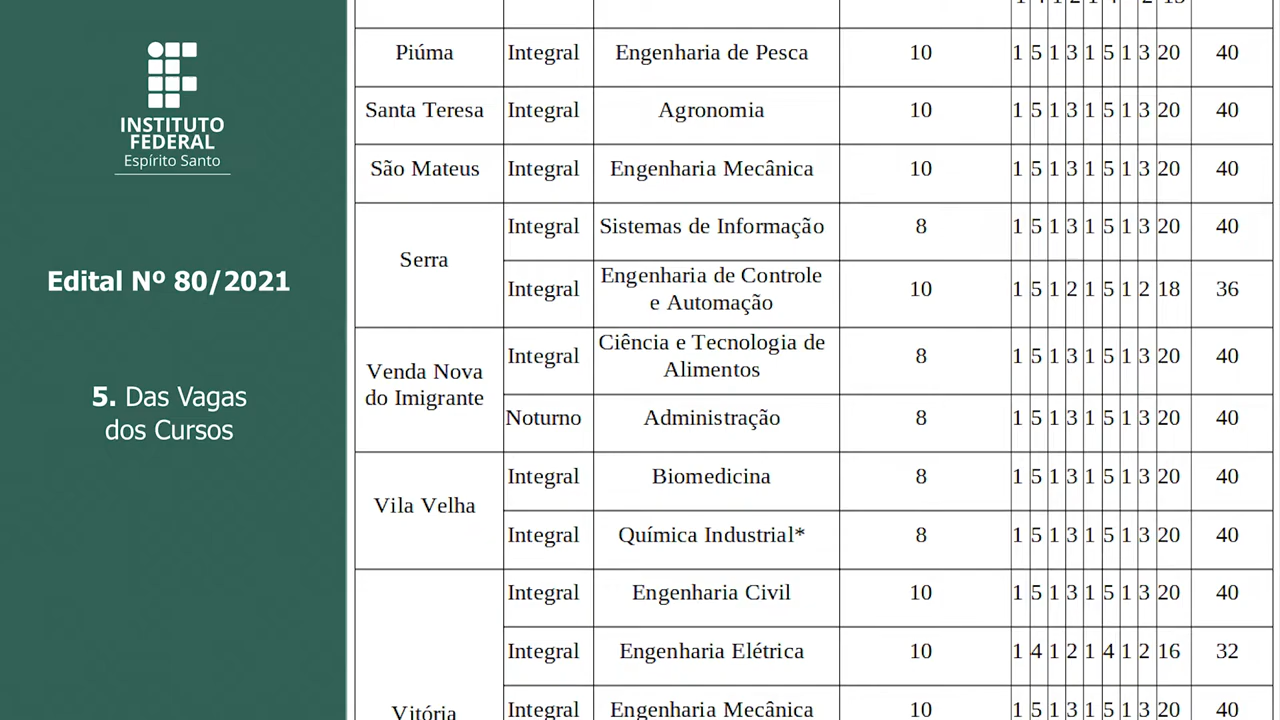 INSTITUTO
FEDERAL
Espírito Santo
Edital Nº 80/2021
5. Das Vagas
dos Cursos
Piúma Integral Engenharia de Pesca 10 1 5 1 3 1 5 1 3 20 40
Santa Teresa Integral Agronomia 10 1 5 1 3 1 5 1 3 20 40
São Mateus Integral Engenharia Mecânica 10 1 5 1 3 1 5 1 3 20 40
Serra
Integral Sistemas de Informação 8 1 5 1 3 1 5 1 3 20 40
Integral Engenharia de Controle
e Automação 10 1 5 1 2 1 5 1 2 18 36
Venda Nova
do Imigrante
Integral Ciência e Tecnologia de
Alimentos 8 1 5 1 3 1 5 1 3 20 40
Noturno Administração 8 1 5 1 3 1 5 1 3 20 40
Vila Velha
Integral Biomedicina 8 1 5 1 3 1 5 1 3 20 40
Integral Química Industrial* 8 1 5 1 3 1 5 1 3 20 40
Vitória
Integral Engenharia Civil 10 1 5 1 3 1 5 1 3 20 40
Integral Engenharia Elétrica 10 1 4 1 2 1 4 1 2 16 32
Integral Engenharia Mecânica 10 1 5 1 3 1 5 1 3 20 40